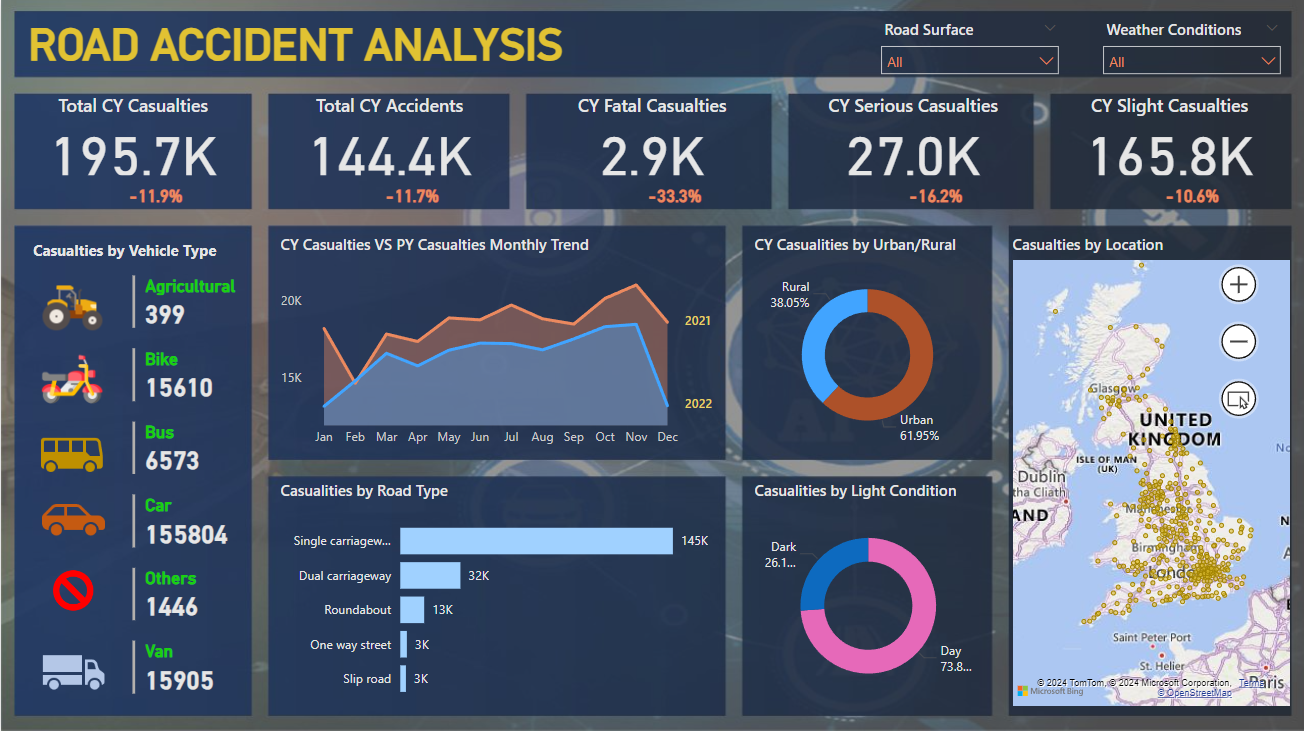 ROAD ACCIDENT ANALYSIS
Road Surface
All
Weather Conditions
All
Total CY Casualties
195.7K
-11.9%
Total CY Accidents
144.4K
-11.7%
CY Fatal Casualties
2.9K
-33.3%
CY Serious Casualties
27.0K
-16.2%
CY Slight Casualties
165.8K
-10.6%
Casualties by Vehicle Type
Agricultural
399
Bike
15610
Bus
6573
Car
155804
Others
1446
Van
15905
CY Casualties VS PY Casualties Monthly Trend
20K
15K
2021
2022
Jan Feb Mar Apr May Jun Jul Aug Sep Oct Nov Dec
CY Casualities by Urban/Rural
Rural
38.05%
Urban
61.95%
Casualities by Road Type
Single carriagew... 145K
Dual carriageway 32K
Roundabout 13K
One way street 3K
Slip road 3K
Casualities by Light Condition
Dark
26.1...
Day
73.8...
Casualties by Location
Glasgow
UNITED
KINGDOM
ISLE OF MAN
(UK)
Dublin
tha Cliath
AND
Manchester
Birmingham
London
Saint Peter Port
St. Helier
Paris
© 2024 TomTom, © 2024 Microsoft Corporation, Terms
© OpenStreetMap
Microsoft Bing